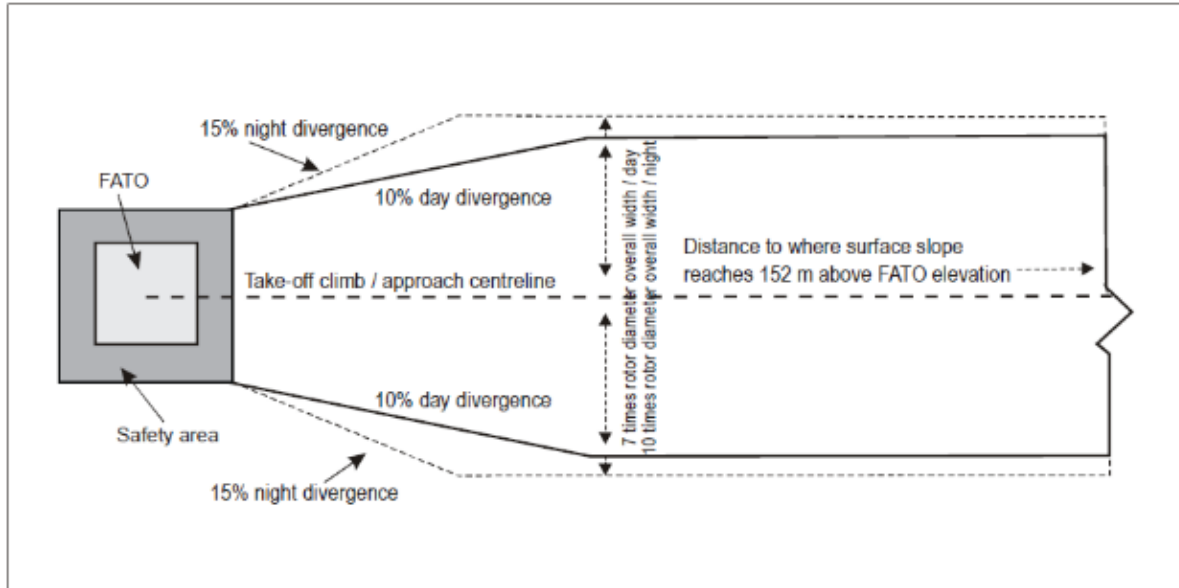 15% night divergence
FATO
10% day divergence
7 times rotor diameter overall width / day
10 times rotor diameter overall width / night
Distance to where surface slope
reaches 152 m above FATO elevation
Take-off climb / approach centreline
10% day divergence
Safety area
15% night divergence